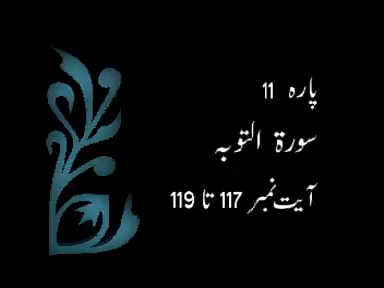 پارہ 11
سورۃ التوبہ
آیت نمبر 117 تا 119